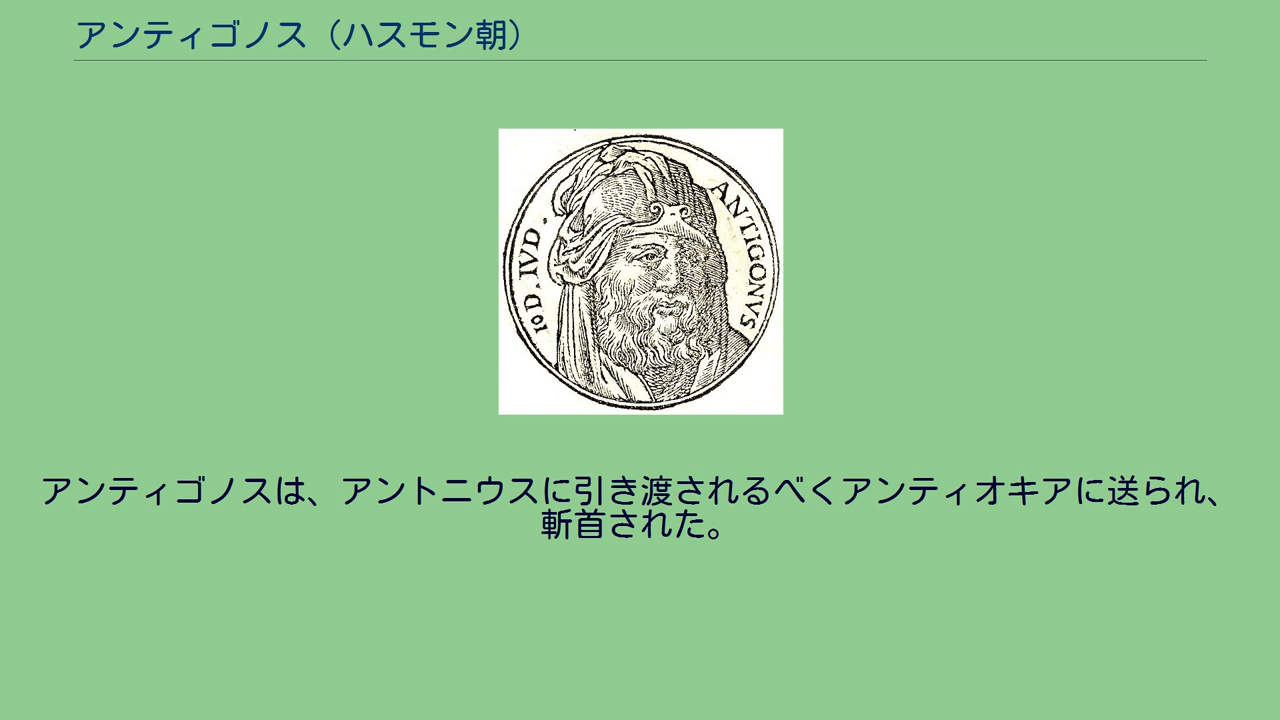 アンティゴノス（ハスモン朝）
IOD. IVD.
ANTIGONVS
アンティゴノスは、アントニウスに引き渡されるべくアンティオキアに送られ、
斬首された。